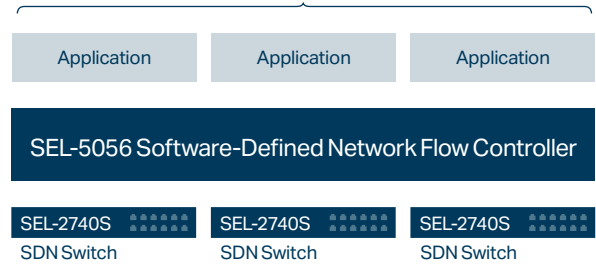 Application Application Application
SEL-5056 Software-Defined Network Flow Controller
SEL-2740S SEL-2740S SEL-2740S
SDN Switch SDN Switch SDN Switch